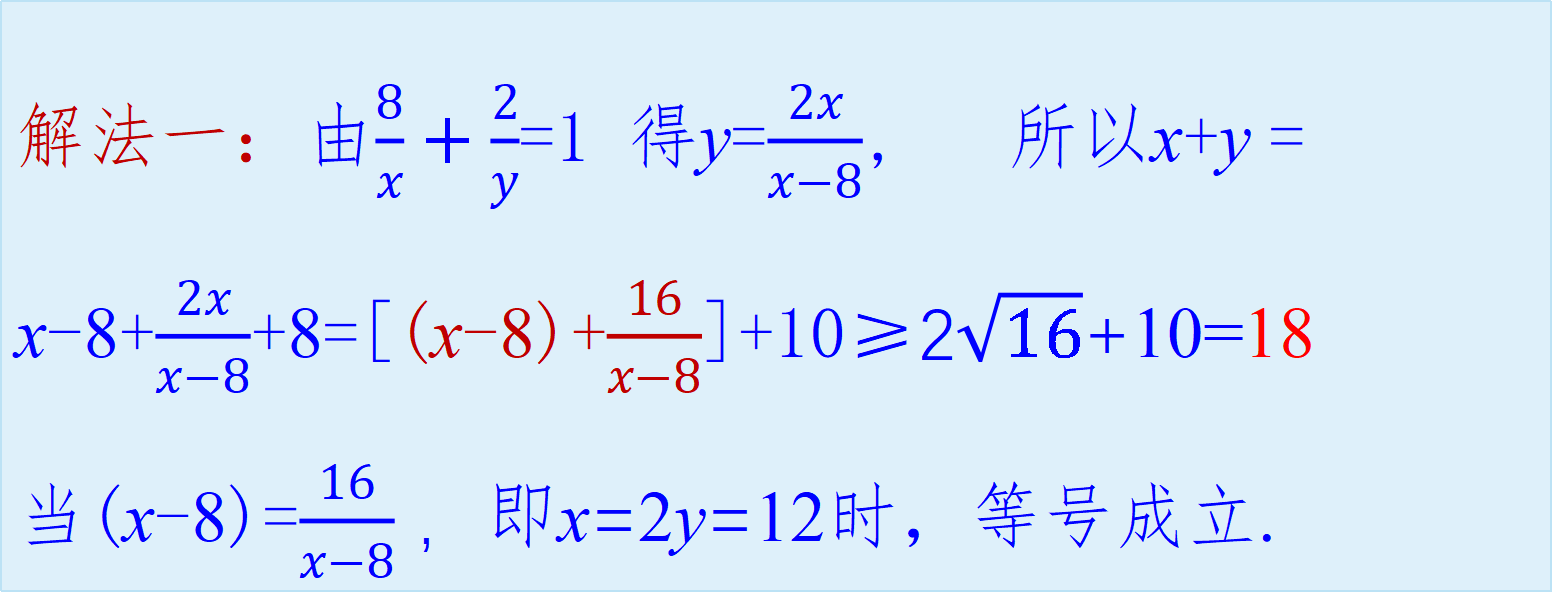 解法一：由8/x + 2/y=1 得y=2x/(x−8)， 所以x+y =
x−8+2x/(x−8)+8=[(x−8)+16/(x−8)]+10≥2√16+10=18
当(x−8)=16/(x−8)， 即x=2y=12时，等号成立.